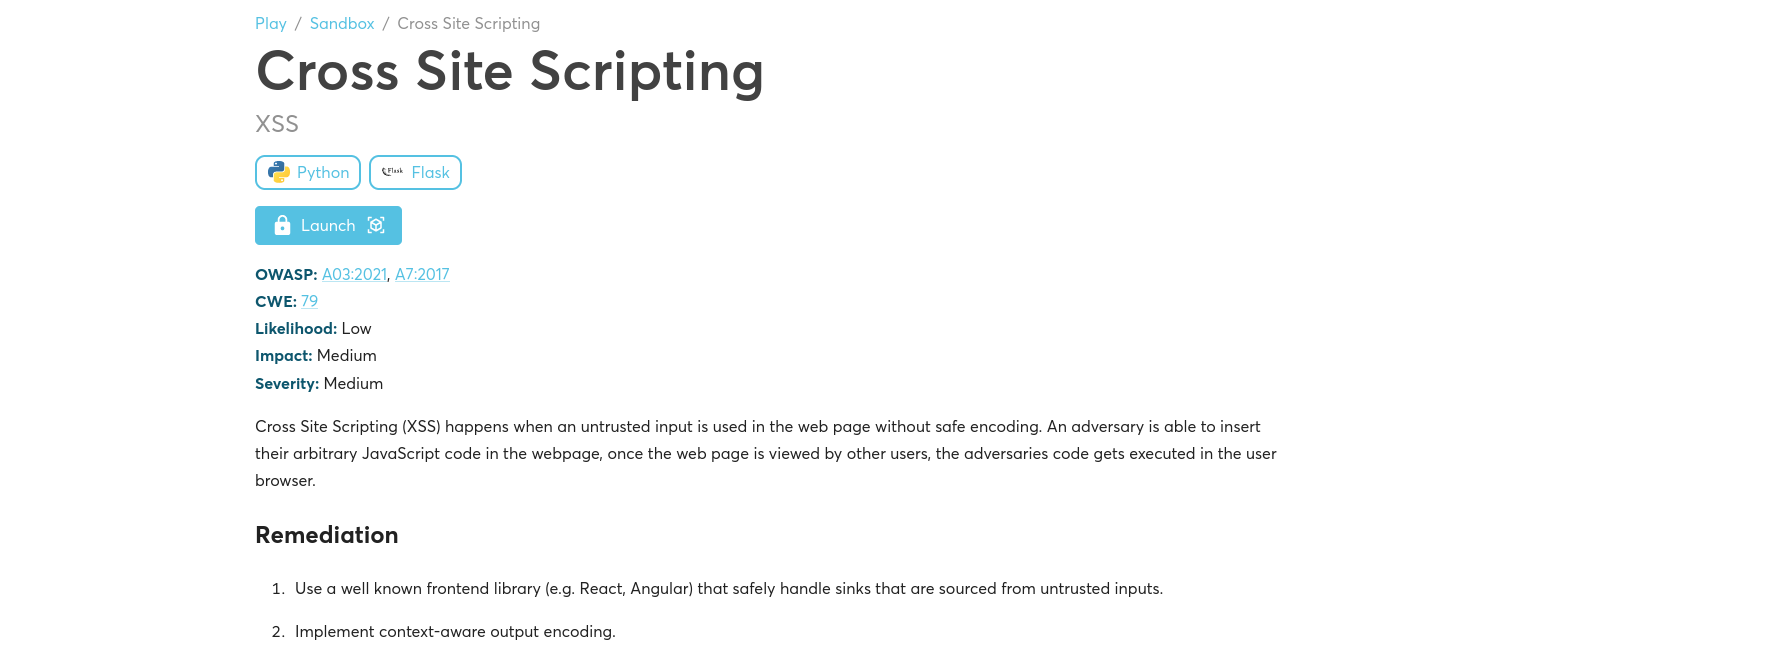 Play / Sandbox / Cross Site Scripting
Cross Site Scripting
XSS
Python Flask Flask
Launch
OWASP: A03:2021, A7:2017
CWE: 79
Likelihood: Low
Impact: Medium
Severity: Medium
Cross Site Scripting (XSS) happens when an untrusted input is used in the web page without safe encoding. An adversary is able to insert
their arbitrary JavaScript code in the webpage, once the web page is viewed by other users, the adversaries code gets executed in the user
browser.
Remediation
1. Use a well known frontend library (e.g. React, Angular) that safely handle sinks that are sourced from untrusted inputs.
2. Implement context-aware output encoding.